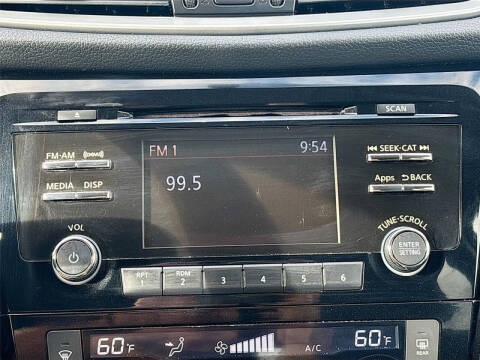 SCAN
FM·AM
SEEK·CAT
FM 1
9:54
MEDIA DISP
99.5
Apps BACK
VOL
TUNE·SCROLL
ENTER
SETTING
RPT
1
RDM
2
3
4
5
6
60°F
A/C
60°F
REAR